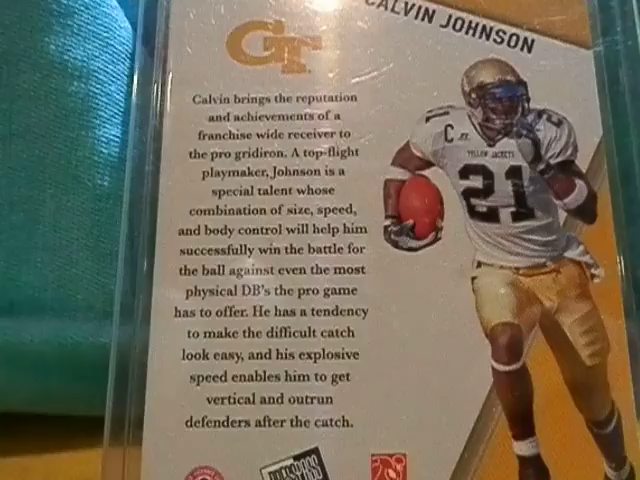 CALVIN JOHNSON
GT
Calvin brings the reputation
and achievements of a
franchise wide receiver to
the pro gridiron. A top-flight
playmaker, Johnson is a
special talent whose
combination of size, speed,
and body control will help him
successfully win the battle for
the ball against even the most
physical DB's the pro game
has to offer. He has a tendency
to make the difficult catch
look easy, and his explosive
speed enables him to get
vertical and outrun
defenders after the catch.
21
C
YELLOW JACKETS
21